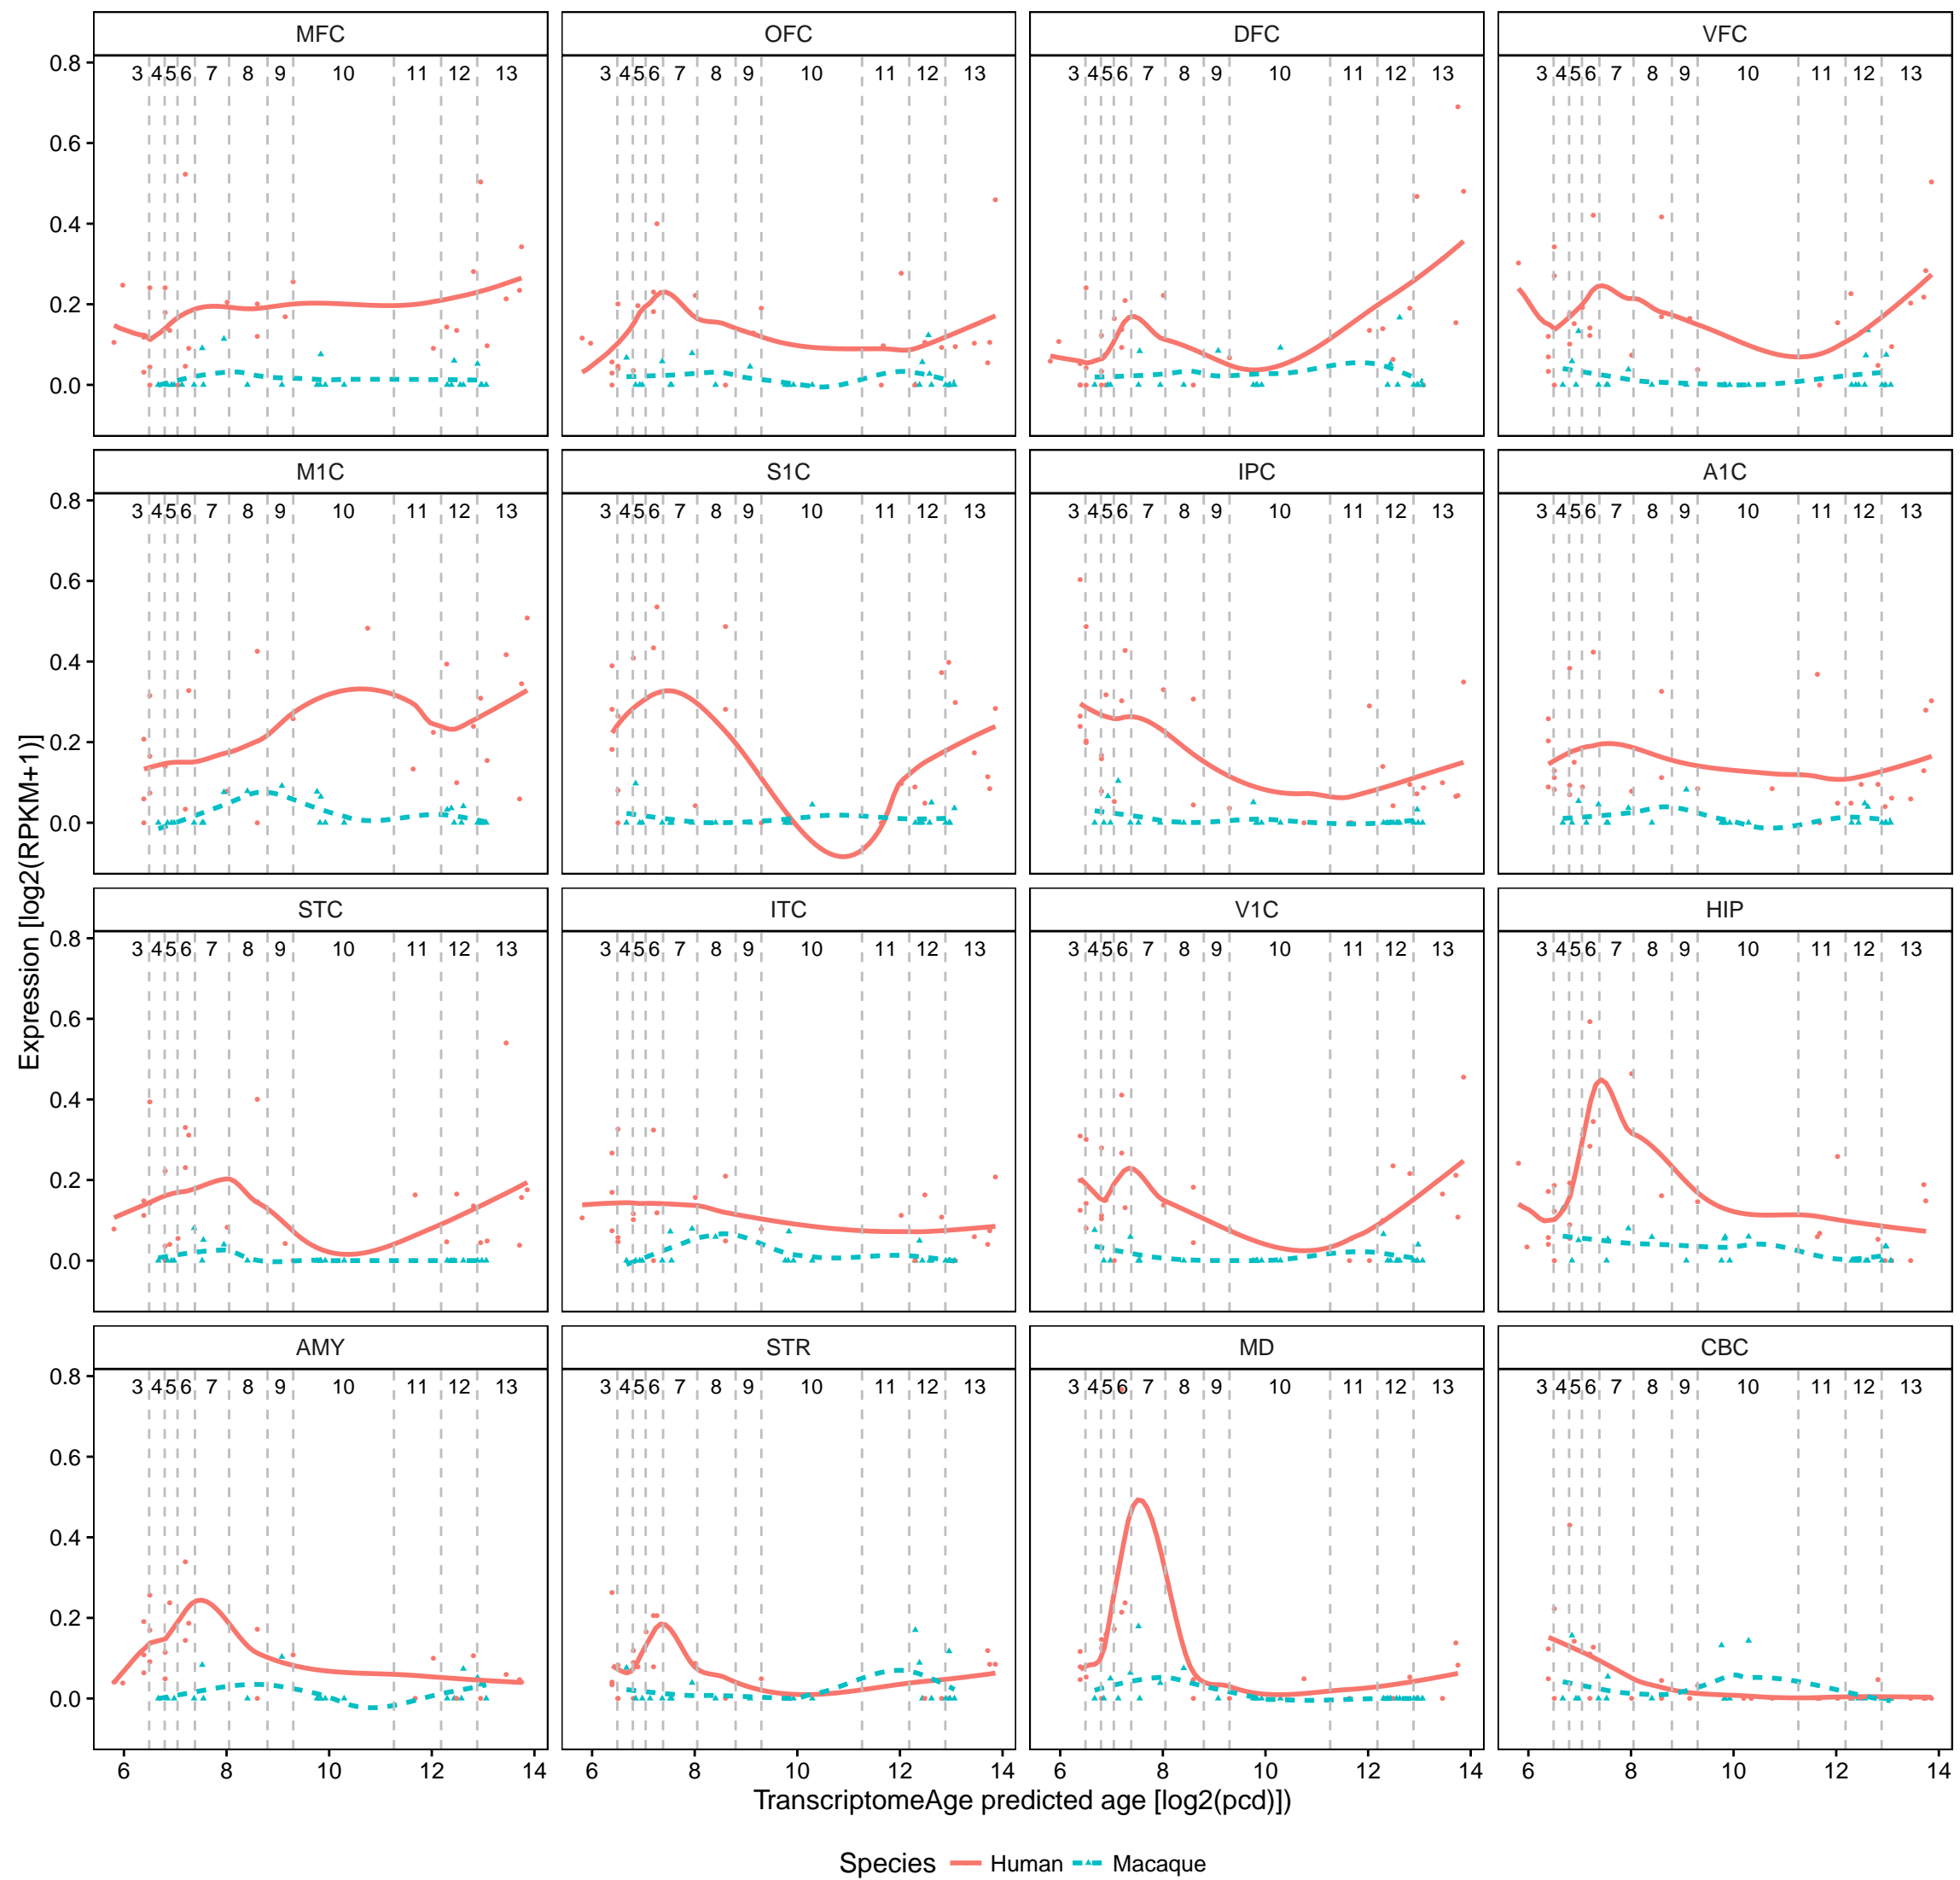 MFC OFC DFC VFC
0.8
3 4 5 6 7 8 9 10 11 12 13 3 4 5 6 7 8 9 10 11 12 13 3 4 5 6 7 8 9 10 11 12 13 3 4 5 6 7 8 9 10 11 12 13
0.6
0.4
0.2
0.0
M1C S1C IPC A1C
0.8
3 4 5 6 7 8 9 10 11 12 13 3 4 5 6 7 8 9 10 11 12 13 3 4 5 6 7 8 9 10 11 12 13 3 4 5 6 7 8 9 10 11 12 13
0.6
0.4
0.2
0.0
Expression [log2(RPKM+1)]
STC ITC V1C HIP
0.8
3 4 5 6 7 8 9 10 11 12 13 3 4 5 6 7 8 9 10 11 12 13 3 4 5 6 7 8 9 10 11 12 13 3 4 5 6 7 8 9 10 11 12 13
0.6
0.4
0.2
0.0
AMY STR MD CBC
0.8
3 4 5 6 7 8 9 10 11 12 13 3 4 5 6 7 8 9 10 11 12 13 3 4 5 6 7 8 9 10 11 12 13 3 4 5 6 7 8 9 10 11 12 13
0.6
0.4
0.2
0.0
6 8 10 12 14 6 8 10 12 14 6 8 10 12 14 6 8 10 12 14
TranscriptomeAge predicted age [log2(pcd)])
Species Human Macaque